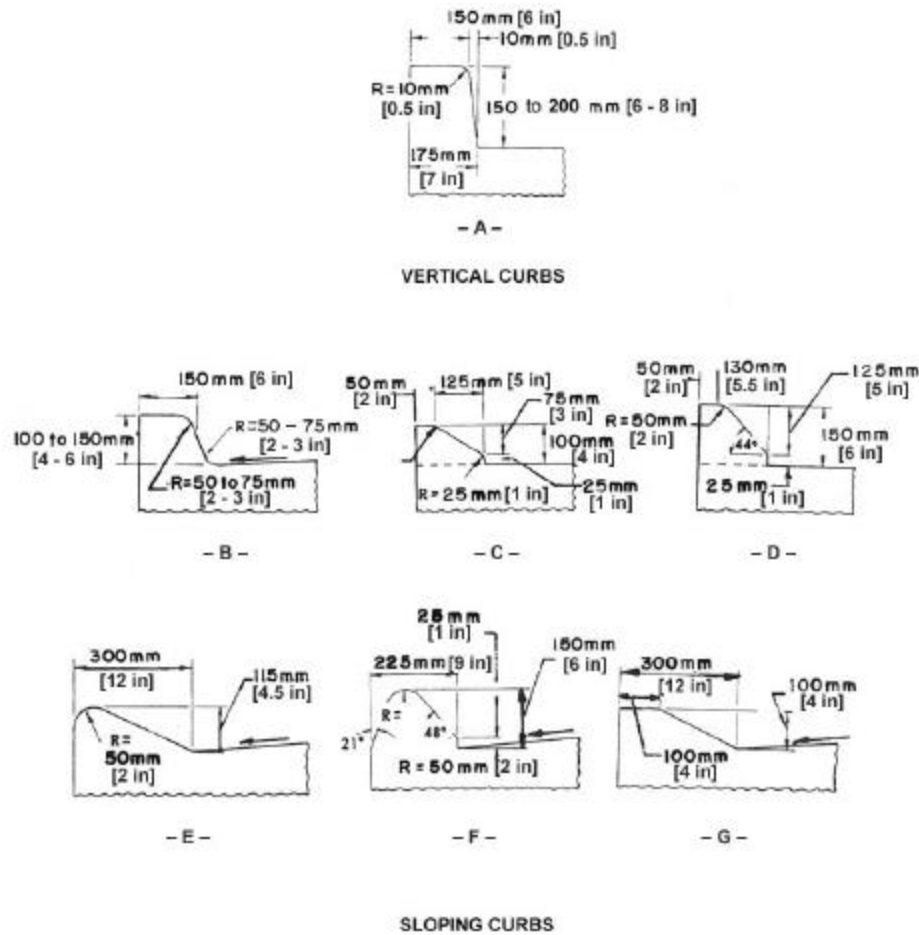 150mm [6 in]
10mm [0.5 in]
R=10mm
[0.5 in]
150 to 200 mm [6 - 8 in]
175mm
[7 in]
- A -
VERTICAL CURBS
150mm [6 in]
100 to 150mm
[4 - 6 in]
R=50 - 75mm
[2 - 3 in]
R=50 to 75mm
[2 - 3 in]
- B -
50mm
[2 in]
125mm [5 in]
75mm
[3 in]
100mm
[4 in]
R=25mm [1 in]
25mm
[1 in]
- C -
50mm
[2 in]
130mm
[5.5 in]
125mm
[5 in]
R=50mm
[2 in]
44°
150mm
[6 in]
25mm
[1 in]
- D -
300mm
[12 in]
115mm
[4.5 in]
R=
50mm
[2 in]
- E -
25mm
[1 in]
225mm [9 in]
150mm
[6 in]
R=
21°
48°
R=50mm [2 in]
- F -
300mm
[12 in]
100mm
[4 in]
100mm
[4 in]
- G -
SLOPING CURBS